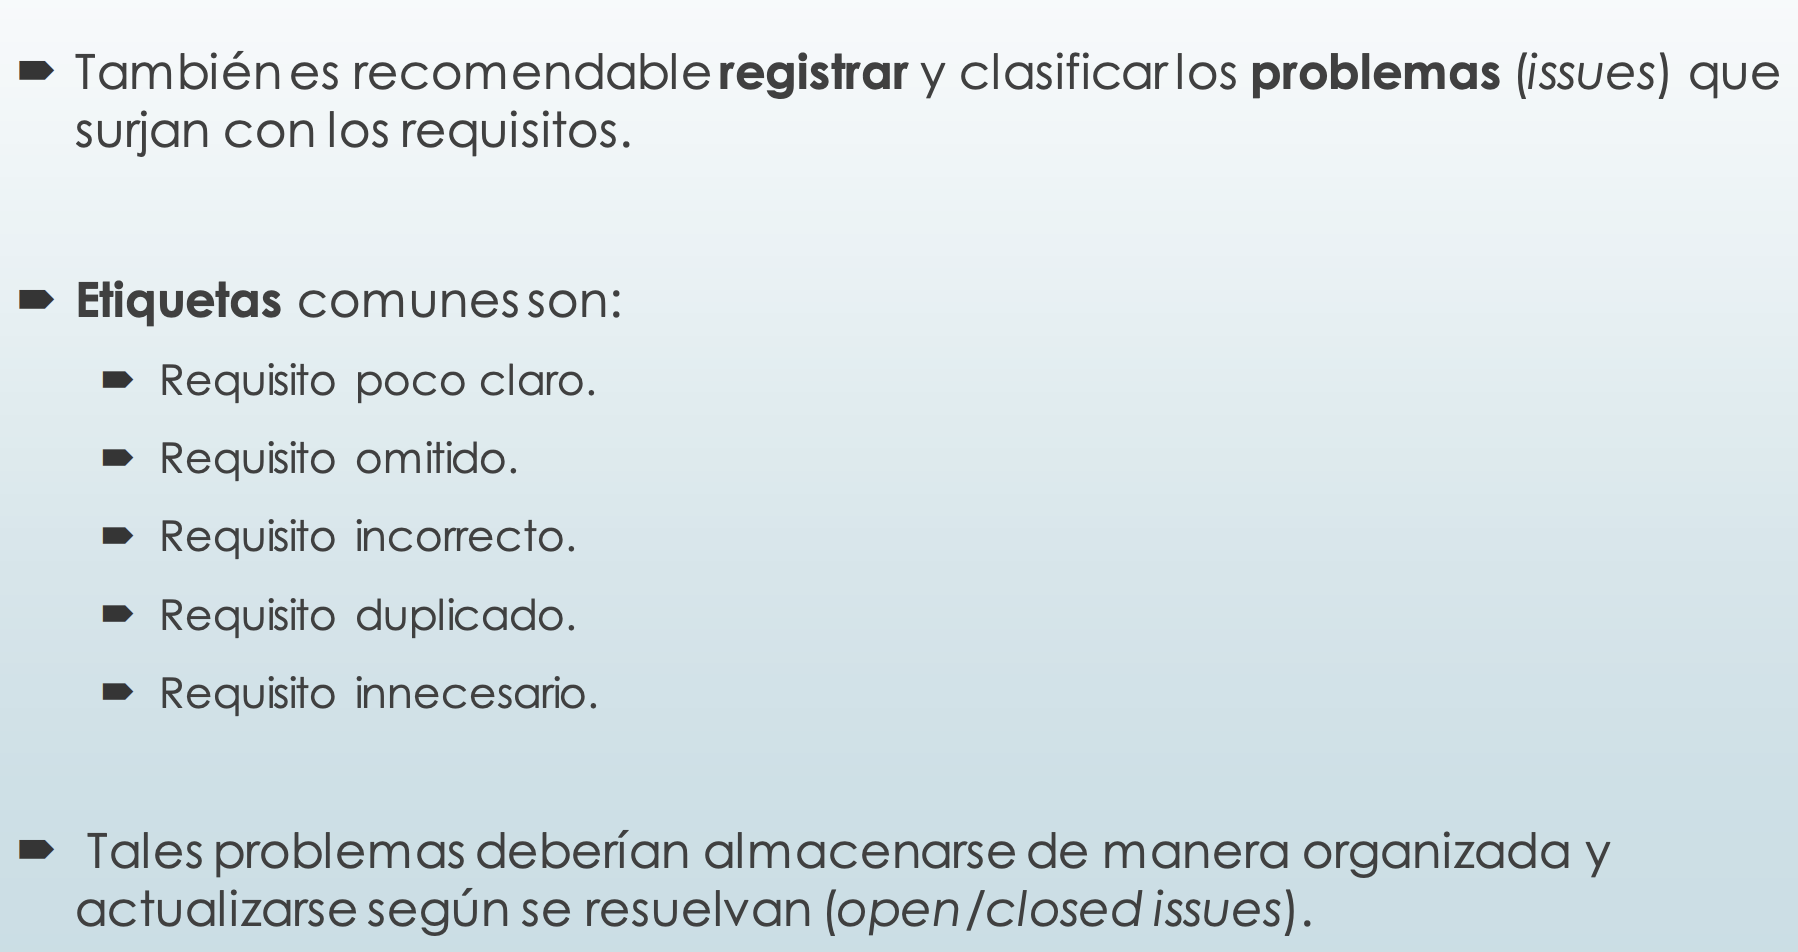 También es recomendable registrar y clasificar los problemas (issues) que
surjan con los requisitos.
Etiquetas comunes son:
Requisito poco claro.
Requisito omitido.
Requisito incorrecto.
Requisito duplicado.
Requisito innecesario.
Tales problemas deberían almacenarse de manera organizada y
actualizarse según se resuelvan (open/closed issues).